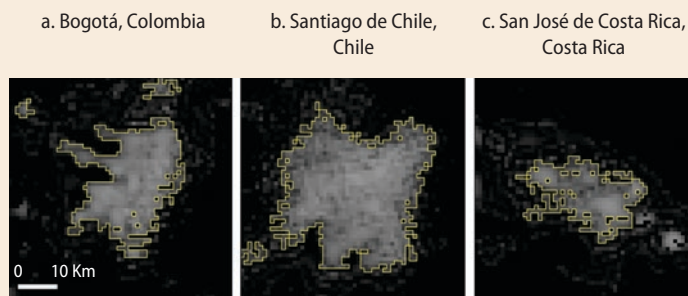 a. Bogotá, Colombia
b. Santiago de Chile,
Chile
c. San José de Costa Rica,
Costa Rica
0 10 Km